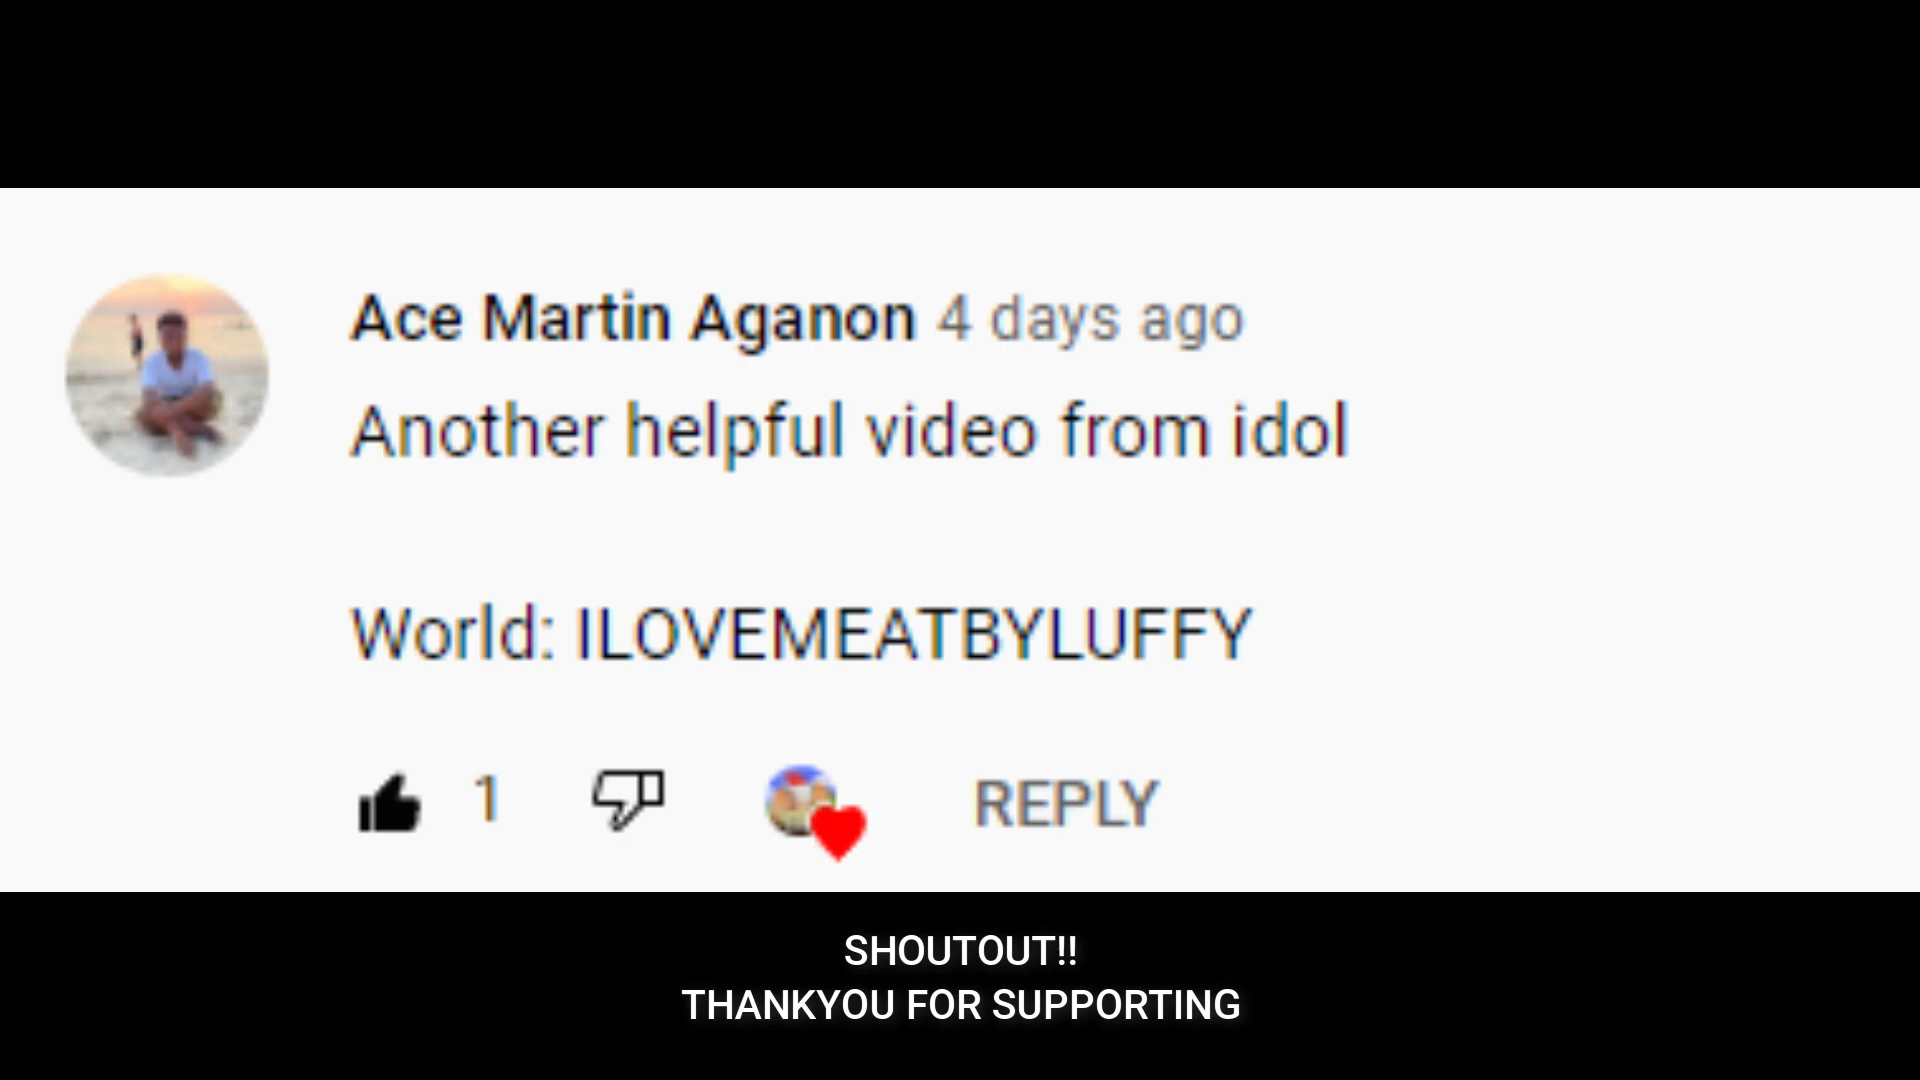 Ace Martin Aganon 4 days ago
Another helpful video from idol
World: ILOVEMEATBYLUFFY
1 REPLY
SHOUTOUT!!
THANKYOU FOR SUPPORTING